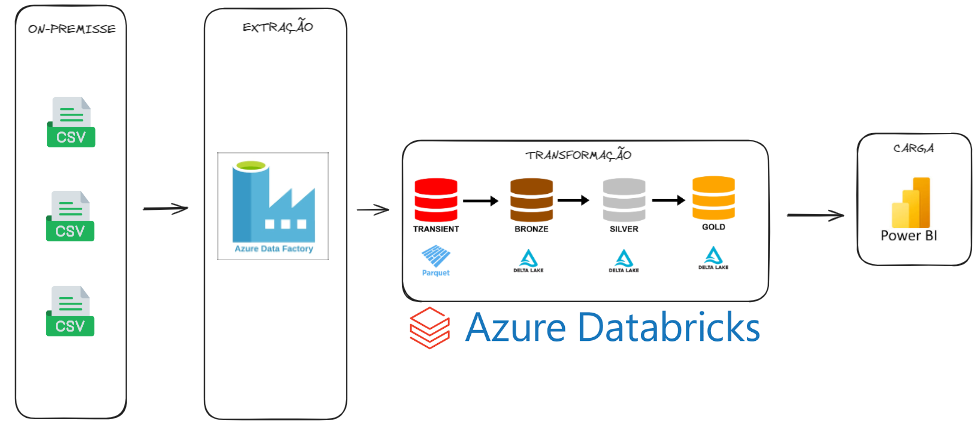 ON-PREMISSE
CSV
CSV
CSV
EXTRAÇÃO
Azure Data Factory
TRANSFORMAÇÃO
TRANSIENT
BRONZE
SILVER
GOLD
Parquet
DELTA LAKE
DELTA LAKE
DELTA LAKE
Azure Databricks
CARGA
Power BI